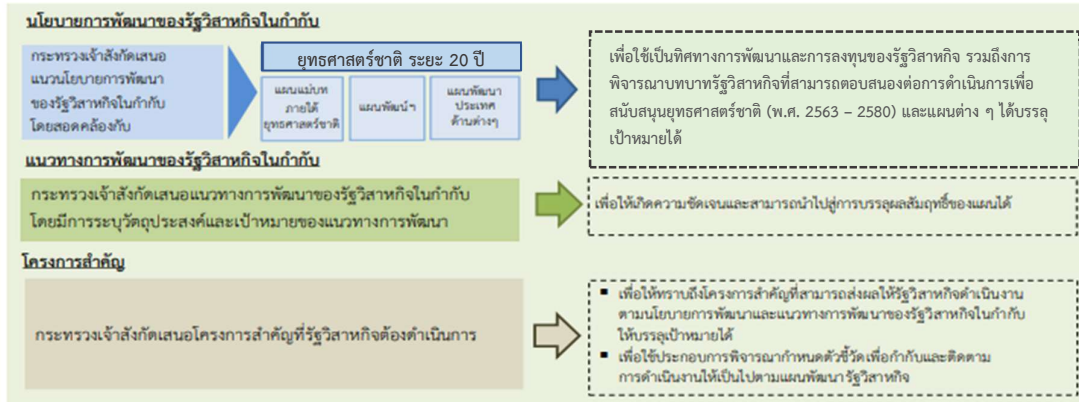 นโยบายการพัฒนาของรัฐวิสาหกิจในกำกับ
กระทรวงเจ้าสังกัดเสนอ
แนวนโยบายการพัฒนา
ของรัฐวิสาหกิจในกำกับ
โดยสอดคล้องกับ
ยุทธศาสตร์ชาติ ระยะ 20 ปี
แผนแม่บท
ภายใต้
ยุทธศาสตร์ชาติ
แผนพัฒน์ฯ
แผนพัฒนา
ประเทศ
ด้านต่างๆ
เพื่อใช้เป็นทิศทางการพัฒนาและการลงทุนของรัฐวิสาหกิจ รวมถึงการ
พิจารณาบทบาทรัฐวิสาหกิจที่สามารถตอบสนองต่อการดำเนินการเพื่อ
สนับสนุนยุทธศาสตร์ชาติ (พ.ศ. 2563 – 2580) และแผนต่าง ๆ ได้บรรลุ
เป้าหมายได้
แนวทางการพัฒนาของรัฐวิสาหกิจในกำกับ
กระทรวงเจ้าสังกัดเสนอแนวทางการพัฒนาของรัฐวิสาหกิจในกำกับ
โดยมีการระบุวัตถุประสงค์และเป้าหมายของแนวทางการพัฒนา
เพื่อให้เกิดความชัดเจนและสามารถนำไปสู่การบรรลุผลสัมฤทธิ์ของแผนได้
โครงการสำคัญ
กระทรวงเจ้าสังกัดเสนอโครงการสำคัญที่รัฐวิสาหกิจต้องดำเนินการ
▪ เพื่อให้ทราบถึงโครงการสำคัญที่สามารถส่งผลให้รัฐวิสาหกิจดำเนินงาน
ตามนโยบายการพัฒนาและแนวทางการพัฒนาของรัฐวิสาหกิจในกำกับ
ให้บรรลุเป้าหมายได้
▪ เพื่อใช้ประกอบการพิจารณากำหนดตัวชี้วัดเพื่อกำกับและติดตาม
การดำเนินงานให้เป็นไปตามแผนพัฒนารัฐวิสาหกิจ